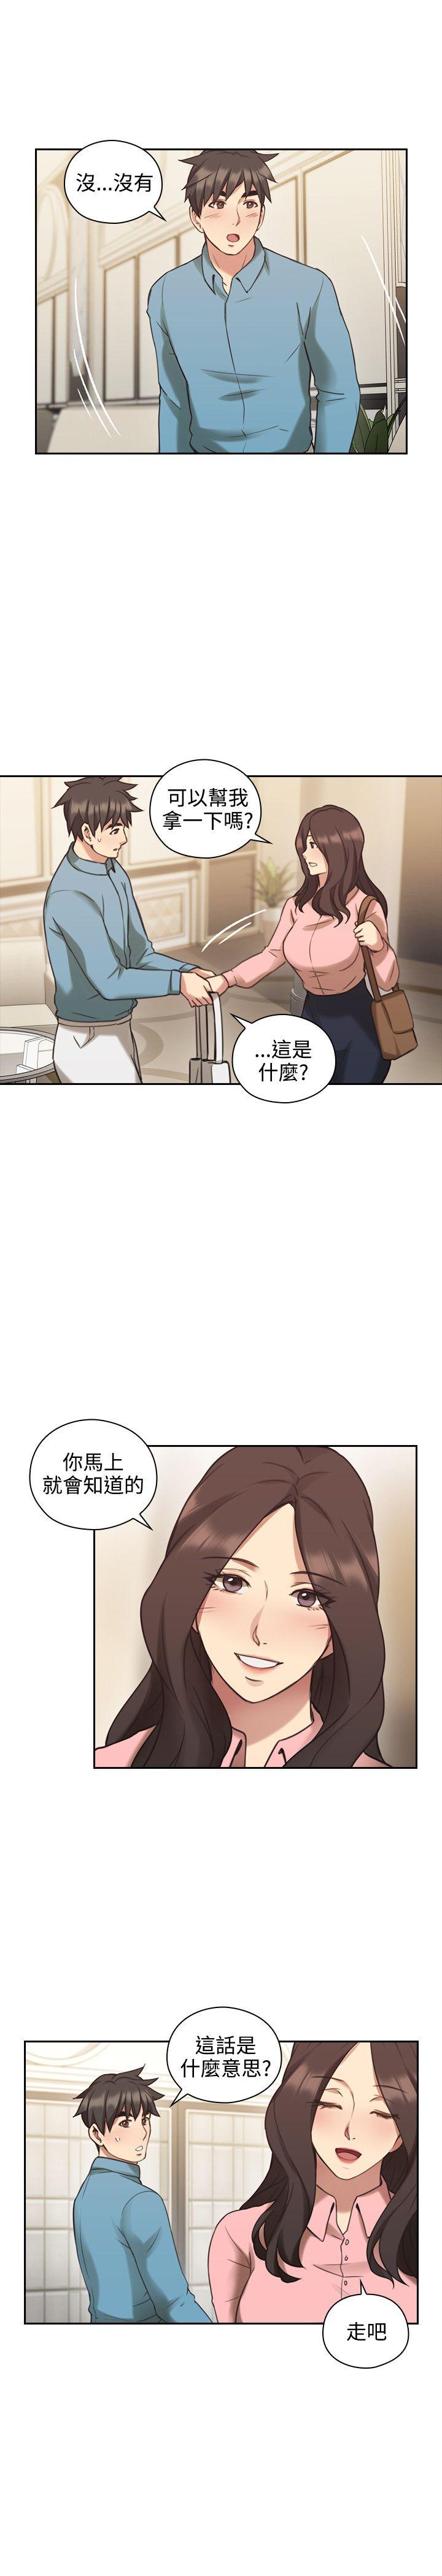 沒...沒有
可以幫我
拿一下嗎?
...這是
什麼?
你馬上
就會知道的
這話是
什麼意思?
走吧